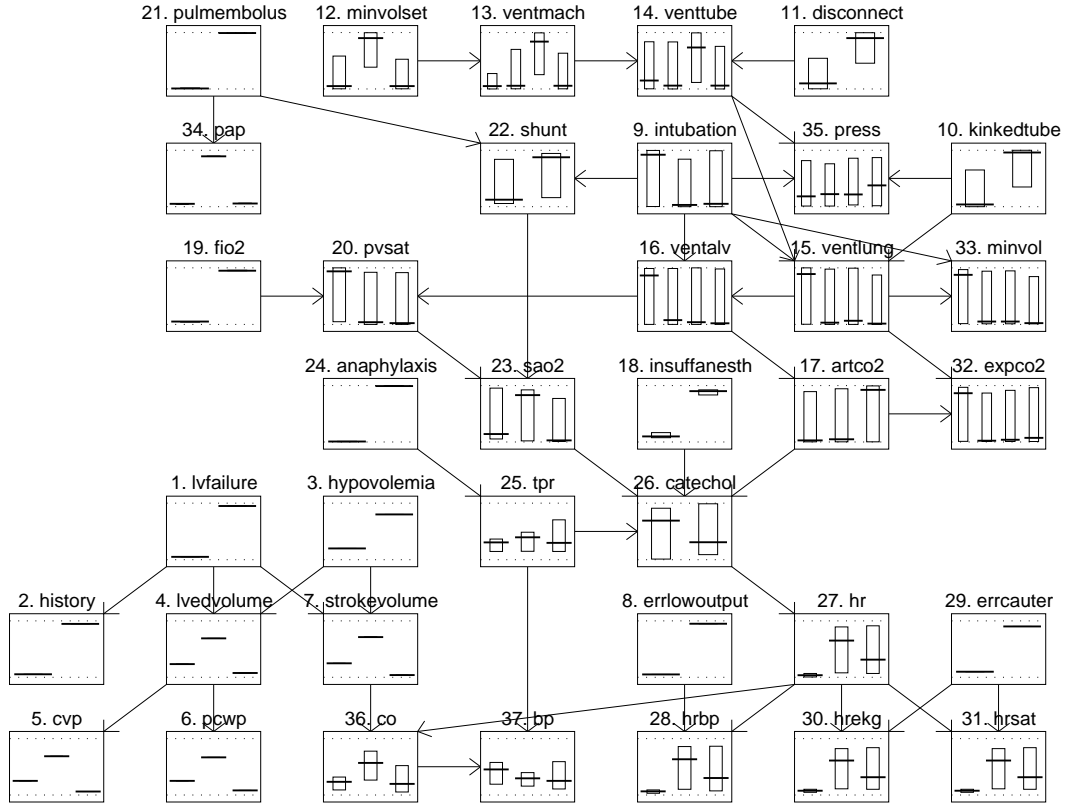 21. pulmembolus 12. minvolset 13. ventmach 14. venttube 11. disconnect
34. pap 22. shunt 9. intubation 35. press 10. kinkedtube
19. fio2 20. pvsat 16. ventalv 15. ventlung 33. minvol
24. anaphylaxis 23. sao2 18. insuffanesth 17. artco2 32. expco2
1. lvfailure 3. hypovolemia 25. tpr 26. catechol
2. history 4. lvedvolume 7. strokevolume 8. errlowoutput 27. hr 29. errcauter
5. cvp 6. pcwp 36. co 37. bp 28. hrbp 30. hrekg 31. hrsat